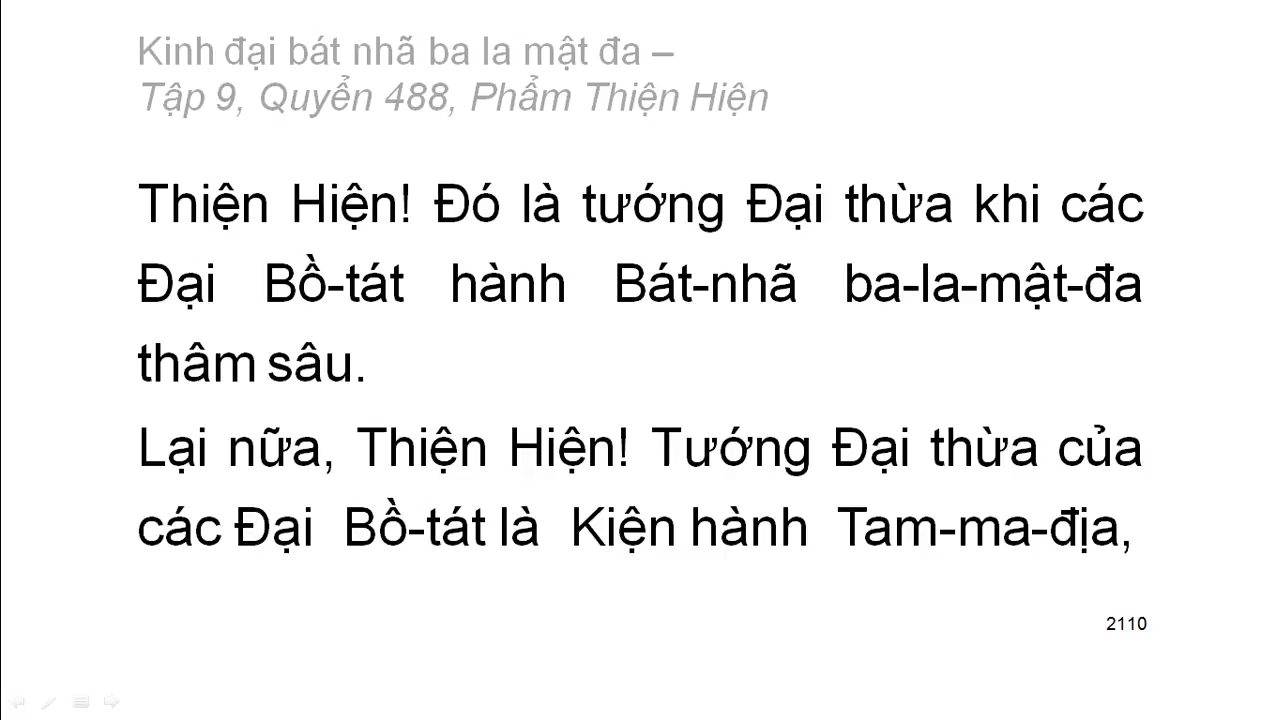 Kinh đại bát nhã ba la mật đa –
Tập 9, Quyển 488, Phẩm Thiện Hiện
Thiện Hiện! Đó là tướng Đại thừa khi các
Đại Bồ-tát hành Bát-nhã ba-la-mật-đa
thâm sâu.
Lại nữa, Thiện Hiện! Tướng Đại thừa của
các Đại Bồ-tát là Kiện hành Tam-ma-địa,
2110